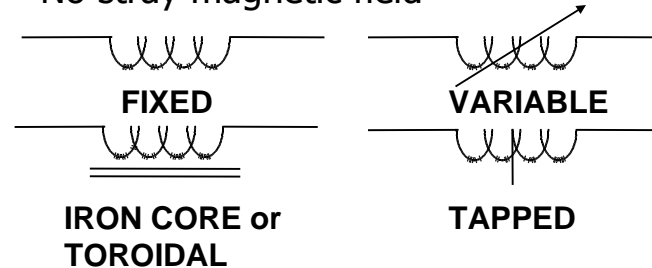 No stray magnetic field
FIXED
VARIABLE
IRON CORE or
TOROIDAL
TAPPED